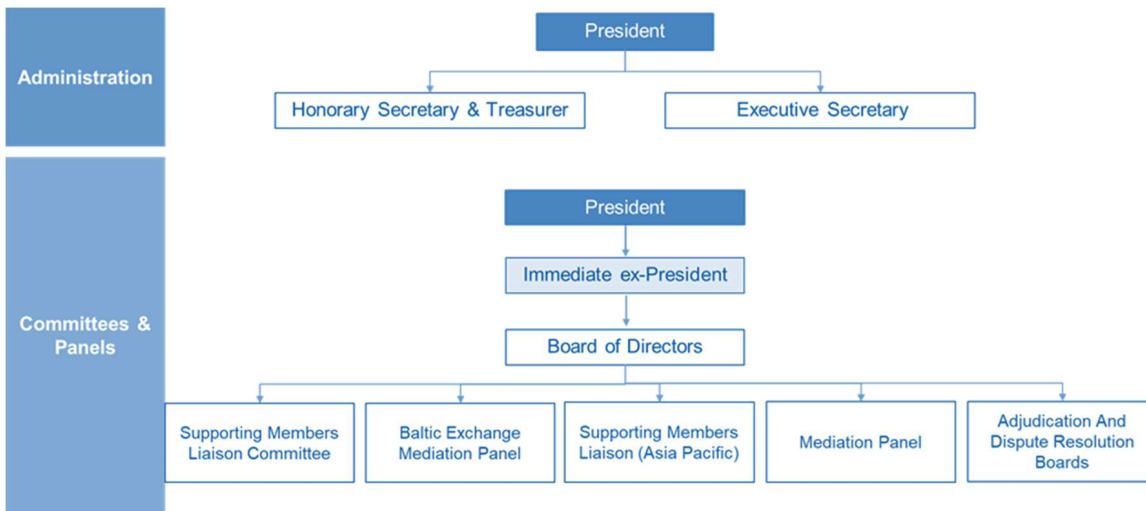 Administration
President
Honorary Secretary & Treasurer
Executive Secretary
Committees &
Panels
President
Immediate ex-President
Board of Directors
Supporting Members
Liaison Committee
Baltic Exchange
Mediation Panel
Supporting Members
Liaison (Asia Pacific)
Mediation Panel
Adjudication And
Dispute Resolution
Boards